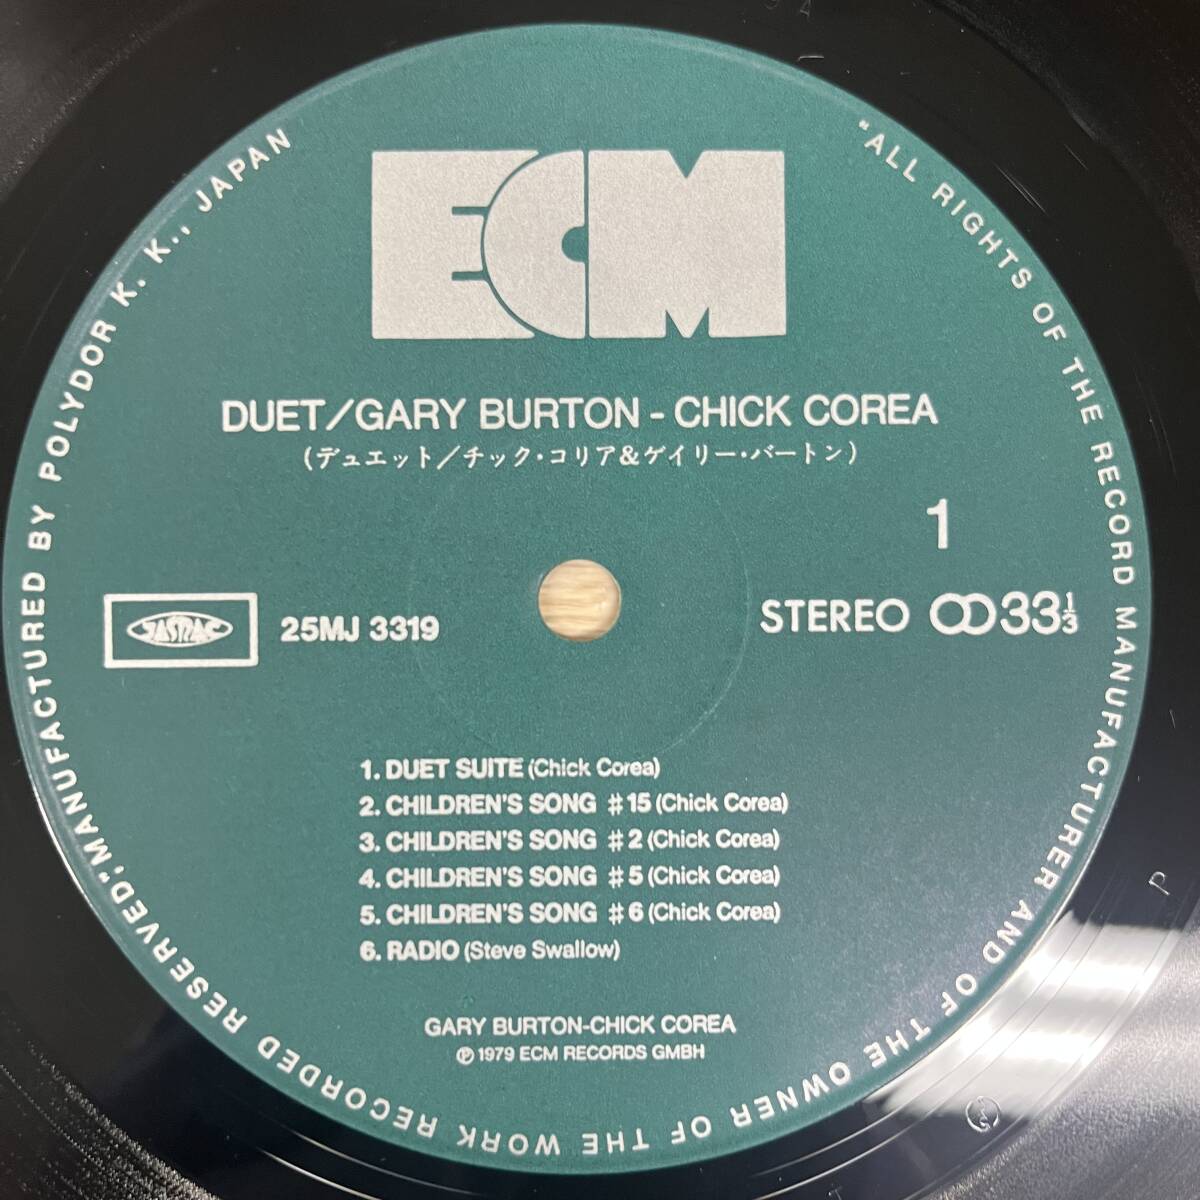 ECM
DUET/GARY BURTON - CHICK COREA
(デュエット/チック・コリア&ゲイリー・バートン)
1
JASRAC
25MJ 3319
STEREO ꝎO33⅓
1. DUET SUITE (Chick Corea)
2. CHILDREN'S SONG #15 (Chick Corea)
3. CHILDREN'S SONG #2 (Chick Corea)
4. CHILDREN'S SONG #5 (Chick Corea)
5. CHILDREN'S SONG #6 (Chick Corea)
6. RADIO (Steve Swallow)
GARY BURTON-CHICK COREA
Ⓟ 1979 ECM RECORDS GMBH
"ALL RIGHTS OF THE RECORD MANUFACTURER AND OF THE OWNER OF THE WORK RECORDED RESERVED." MANUFACTURED BY POLYDOR K. K., JAPAN
P